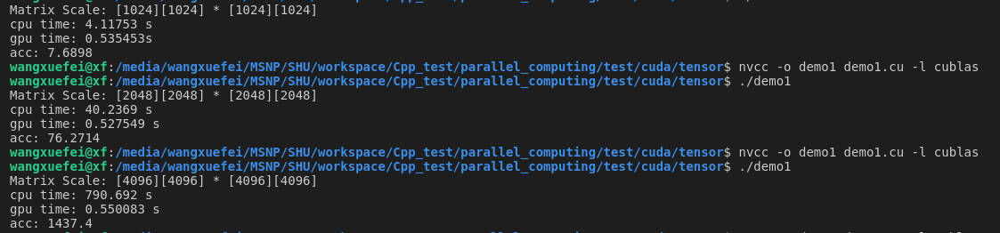 Matrix Scale: [1024][1024] * [1024][1024]
cpu time: 4.11753 s
gpu time: 0.535453s
acc: 7.6898
wangxuefei@xf:/media/wangxuefei/MSNP/SHU/workspace/Cpp_test/parallel_computing/test/cuda/tensor$ nvcc -o demo1 demo1.cu -l cublas
wangxuefei@xf:/media/wangxuefei/MSNP/SHU/workspace/Cpp_test/parallel_computing/test/cuda/tensor$ ./demo1
Matrix Scale: [2048][2048] * [2048][2048]
cpu time: 40.2369 s
gpu time: 0.527549 s
acc: 76.2714
wangxuefei@xf:/media/wangxuefei/MSNP/SHU/workspace/Cpp_test/parallel_computing/test/cuda/tensor$ nvcc -o demo1 demo1.cu -l cublas
wangxuefei@xf:/media/wangxuefei/MSNP/SHU/workspace/Cpp_test/parallel_computing/test/cuda/tensor$ ./demo1
Matrix Scale: [4096][4096] * [4096][4096]
cpu time: 790.692 s
gpu time: 0.550083 s
acc: 1437.4